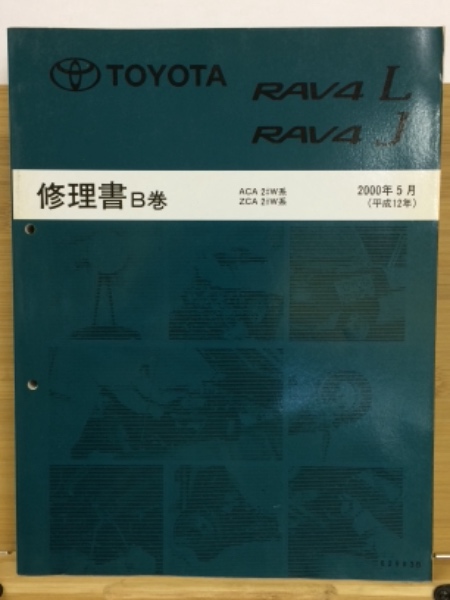 TOYOTA
RAV4 L
RAV4 J
修理書B巻
ACA 2#W系
ZCA 2#W系
2000年5月
(平成12年)